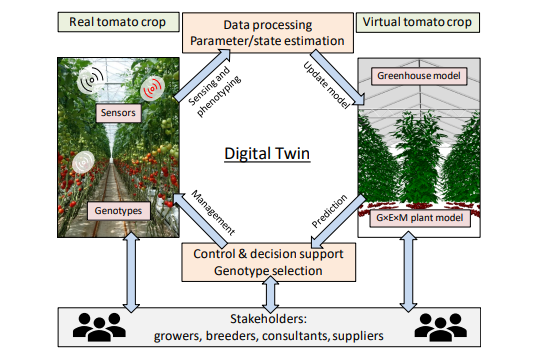 Real tomato crop
Data processing
Parameter/state estimation
Virtual tomato crop
Sensing and
phenotyping
Update model
Greenhouse model
Sensors
Digital Twin
Genotypes
Management
Prediction
G×E×M plant model
Control & decision support
Genotype selection
Stakeholders:
growers, breeders, consultants, suppliers